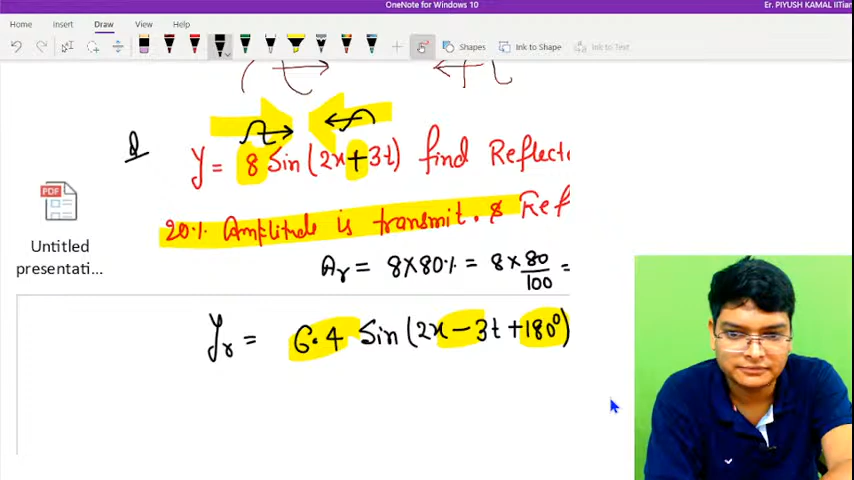 OneNote for Windows 10
Er. PIYUSH KAMAL IITian
Home Insert Draw View Help
Shapes Ink to Shape Ink to Text
Q
y = 8 Sin (2x + 3t) find Reflect
20% Amplitude is transmit. & Ref
Ar = 8 × 80% = 8 × 80/100 =
yr = 6.4 Sin (2x - 3t + 180°)
PDF
Untitled
presentati...